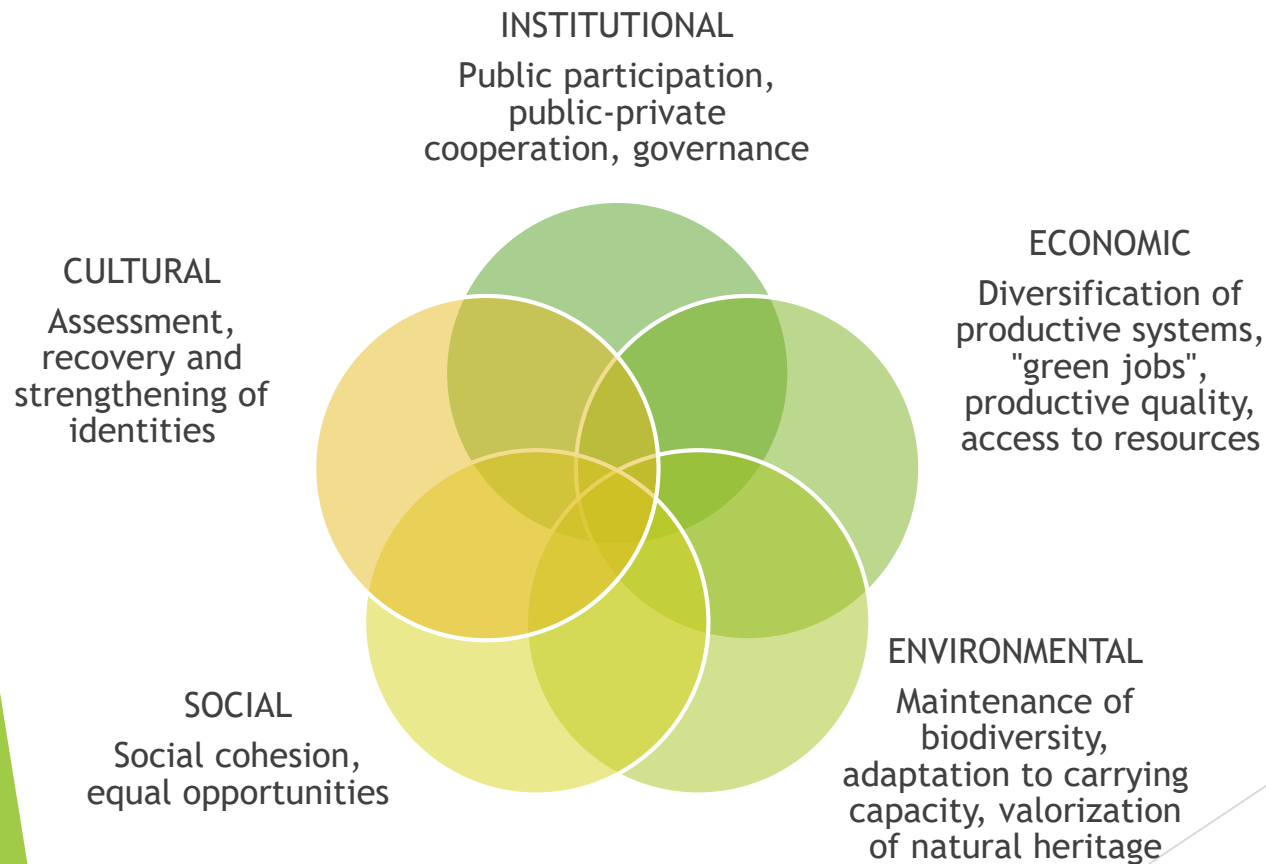 INSTITUTIONAL
Public participation,
public-private
cooperation, governance
ECONOMIC
Diversification of
productive systems,
"green jobs",
productive quality,
access to resources
ENVIRONMENTAL
Maintenance of
biodiversity,
adaptation to carrying
capacity, valorization
of natural heritage
SOCIAL
Social cohesion,
equal opportunities
CULTURAL
Assessment,
recovery and
strengthening of
identities